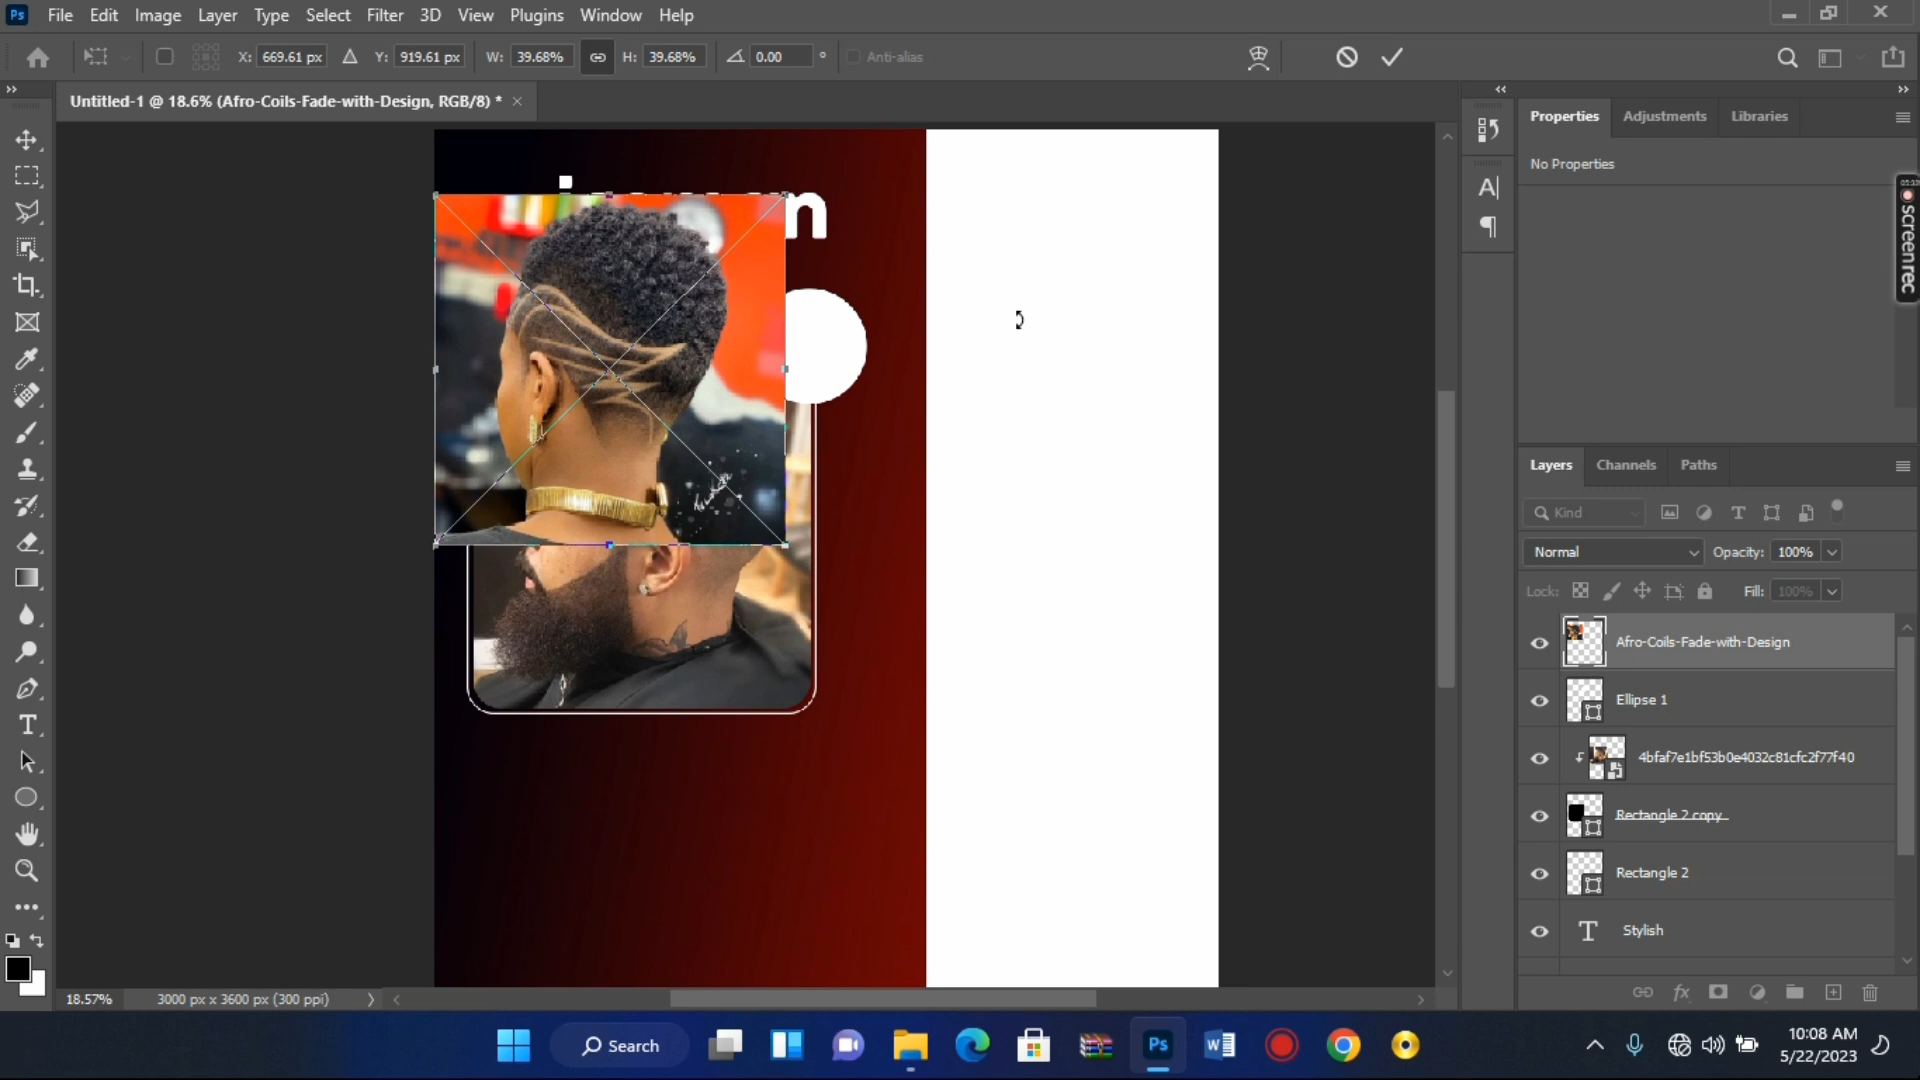 Ps File Edit Image Layer Type Select Filter 3D View Plugins Window Help
X: 669.61 px Y: 919.61 px W: 39.68% H: 39.68% 0.00 ° Anti-alias
Untitled-1 @ 18.6% (Afro-Coils-Fade-with-Design, RGB/8) * ×
Properties Adjustments Libraries
No Properties
screenrec
Layers Channels Paths
Kind
Normal Opacity: 100%
Lock: Fill: 100%
Afro-Coils-Fade-with-Design
Ellipse 1
4bfaf7e1bf53b0e4032c81cfc2f77f40
Rectangle 2 copy
Rectangle 2
T Stylish
18.57% 3000 px x 3600 px (300 ppi)
Search
Ps
10:08 AM
5/22/2023